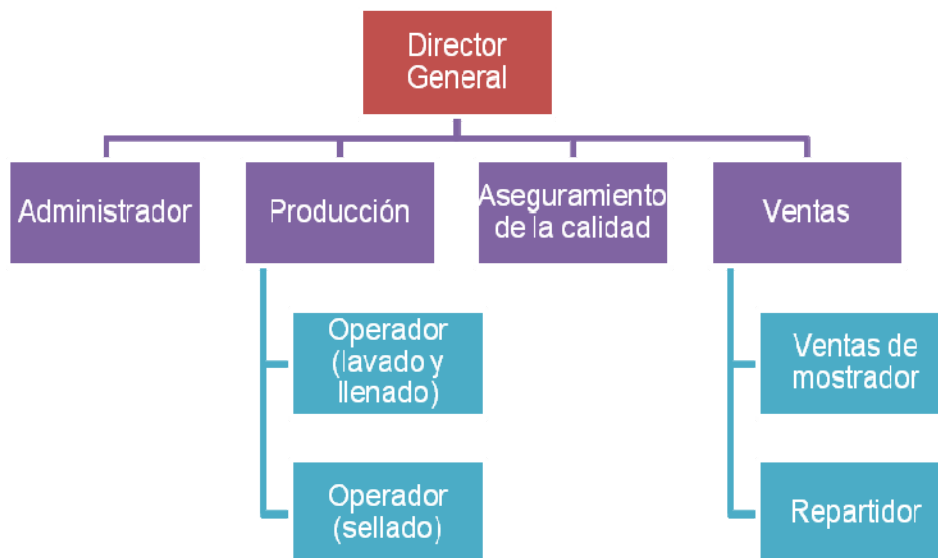 Director
General
Administrador
Producción
Aseguramiento
de la calidad
Ventas
Operador
(lavado y
llenado)
Ventas de
mostrador
Operador
(sellado)
Repartidor